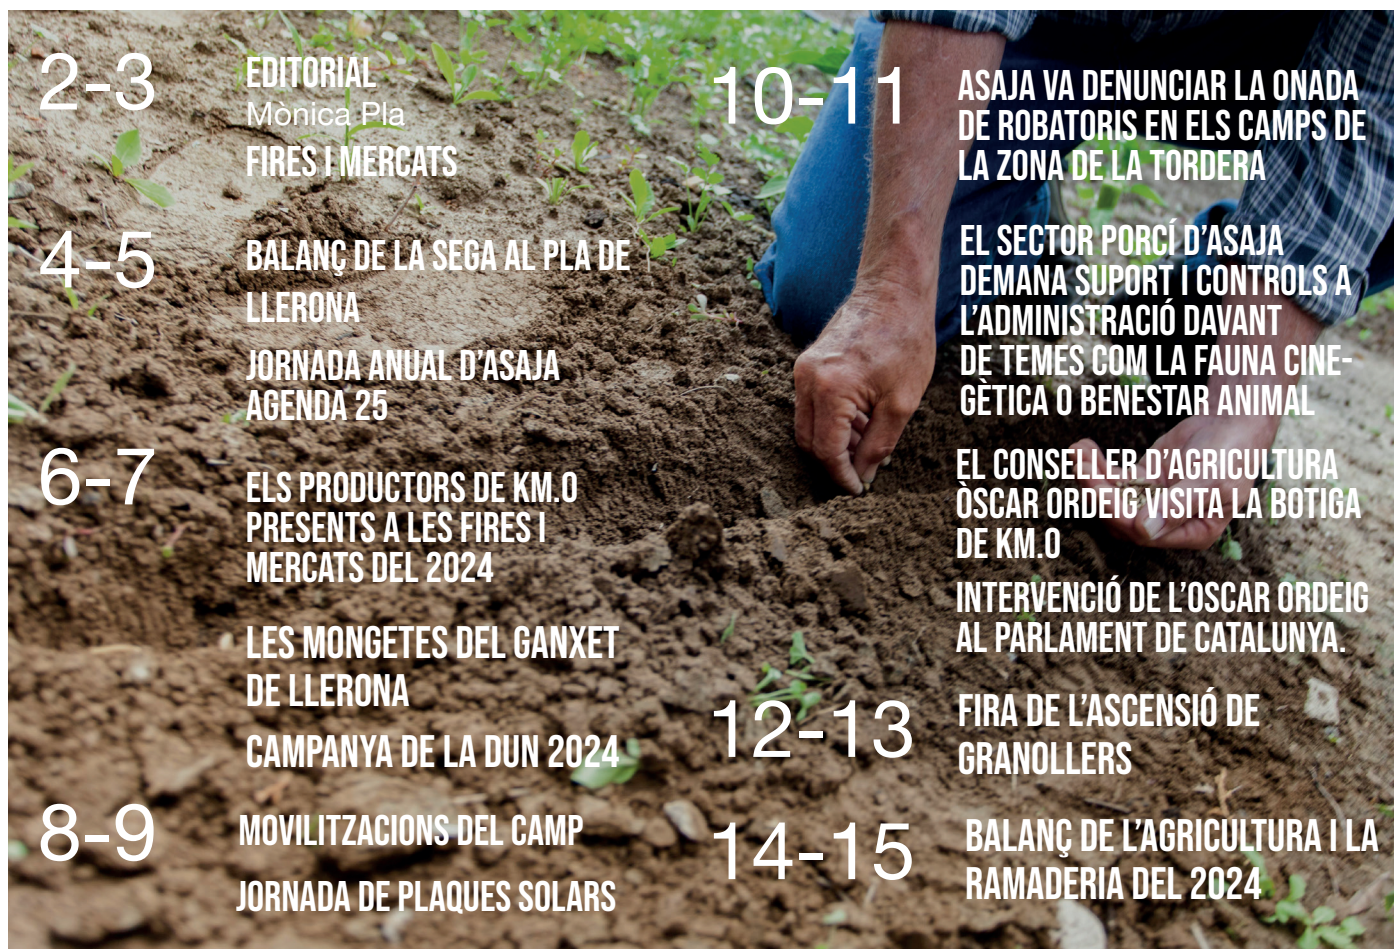 2-3
EDITORIAL
Mònica Pla
FIRES I MERCATS
4-5
BALANÇ DE LA SEGA AL PLA DE
LLERONA
JORNADA ANUAL D'ASAJA
AGENDA 25
6-7
ELS PRODUCTORS DE KM.0
PRESENTS A LES FIRES I
MERCATS DEL 2024
LES MONGETES DEL GANXET
DE LLERONA
CAMPANYA DE LA DUN 2024
8-9
MOVILITZACIONS DEL CAMP
JORNADA DE PLAQUES SOLARS
10-11
ASAJA VA DENUNCIAR LA ONADA
DE ROBATORIS EN ELS CAMPS DE
LA ZONA DE LA TORDERA
EL SECTOR PORCÍ D'ASAJA
DEMANA SUPORT I CONTROLS A
L'ADMINISTRACIÓ DAVANT
DE TEMES COM LA FAUNA CINE-
GÈTICA O BENESTAR ANIMAL
EL CONSELLER D'AGRICULTURA
ÒSCAR ORDEIG VISITA LA BOTIGA
DE KM.0
INTERVENCIÓ DE L'OSCAR ORDEIG
AL PARLAMENT DE CATALUNYA.
12-13
FIRA DE L'ASCENSIÓ DE
GRANOLLERS
14-15
BALANÇ DE L'AGRICULTURA I LA
RAMADERIA DEL 2024